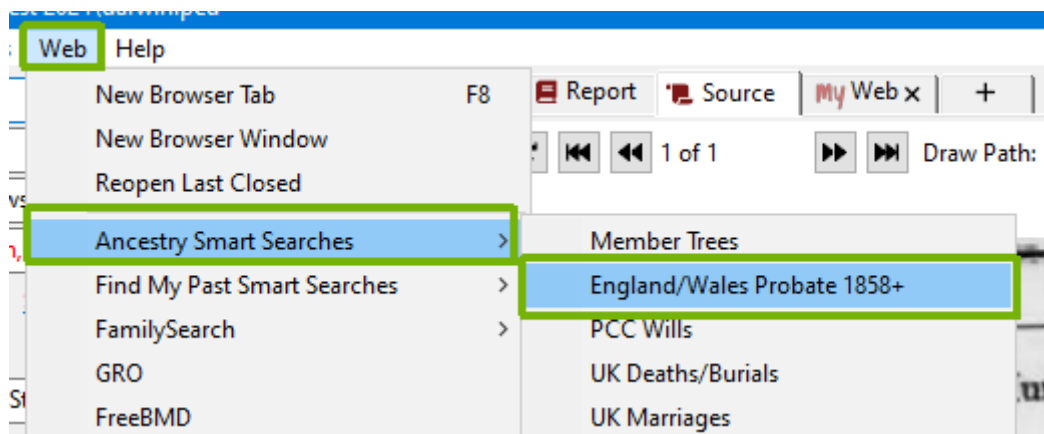 Web Help
New Browser Tab F8
New Browser Window
Reopen Last Closed
Ancestry Smart Searches >
Find My Past Smart Searches >
FamilySearch >
GRO
FreeBMD
Report Source My Web x +
1 of 1 Draw Path:
Member Trees
England/Wales Probate 1858+
PCC Wills
UK Deaths/Burials
UK Marriages